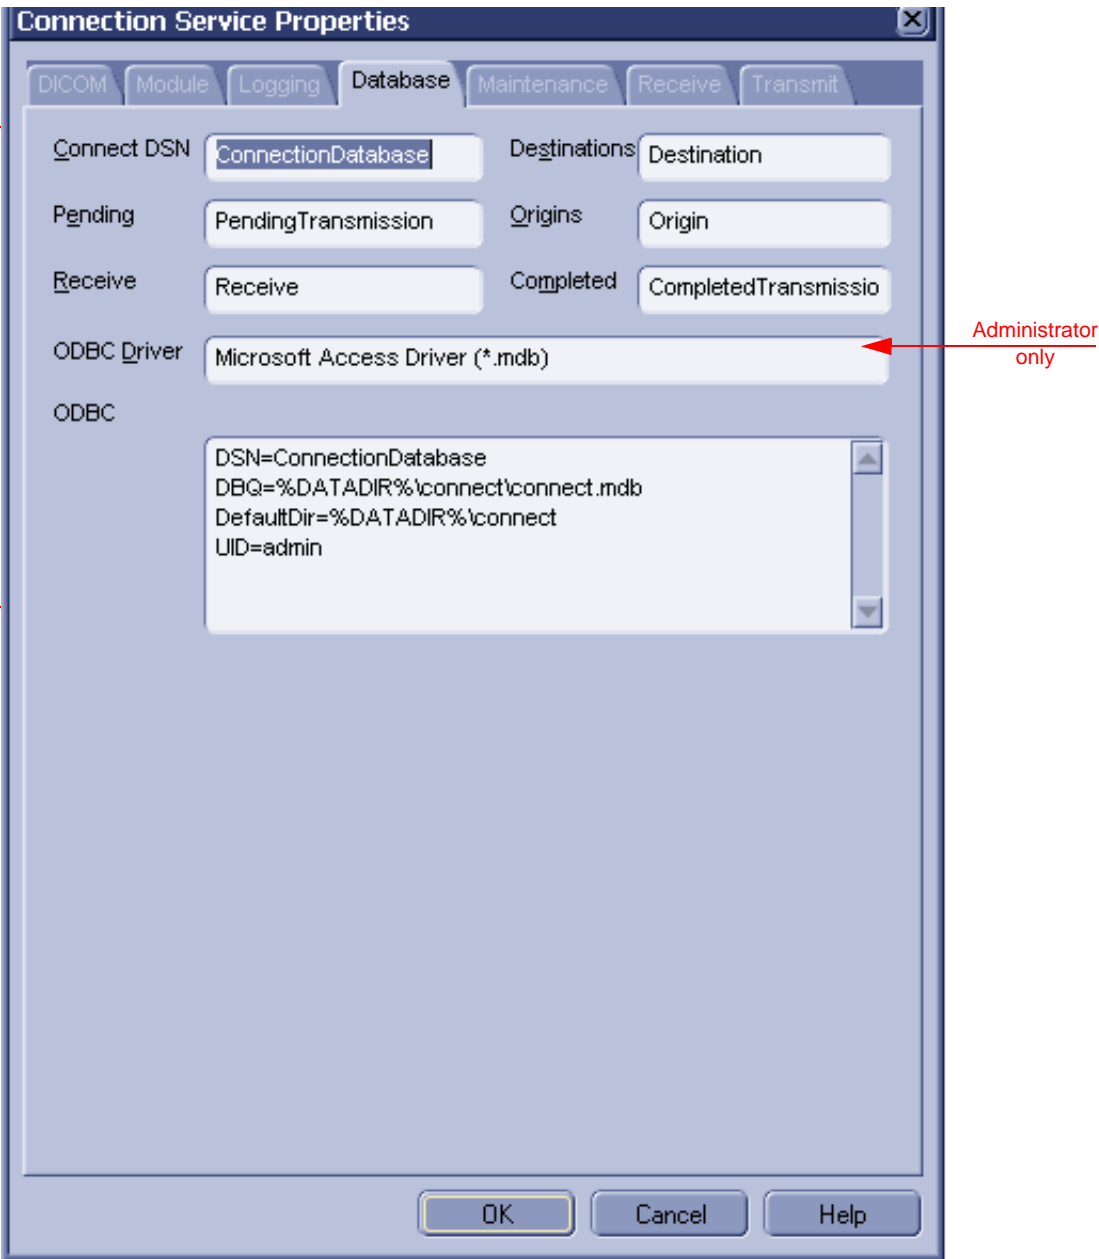 Connection Service Properties
DICOM Module Logging Database Maintenance Receive Transmit
Connect DSN ConnectionDatabase Destinations Destination
Pending PendingTransmission Origins Origin
Receive Receive Completed CompletedTransmissio
ODBC Driver Microsoft Access Driver (*.mdb)
Administrator
only
ODBC
DSN=ConnectionDatabase
DBQ=%DATADIR%\connect\connect.mdb
DefaultDir=%DATADIR%\connect
UID=admin
OK Cancel Help